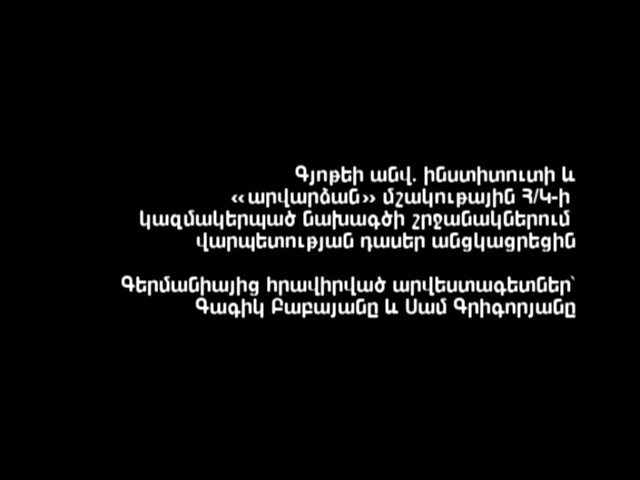 Գյոթեի անվ. ինստիտուտի և
‹‹արվարձան›› մշակութային Հ/Կ-ի
կազմակերպած նախագծի շրջանակներում
վարպետության դասեր անցկացրեցին
Գերմանիայից հրավիրված արվեստագետներ՝
Գագիկ Բաբայանը և Սամ Գրիգորյանը